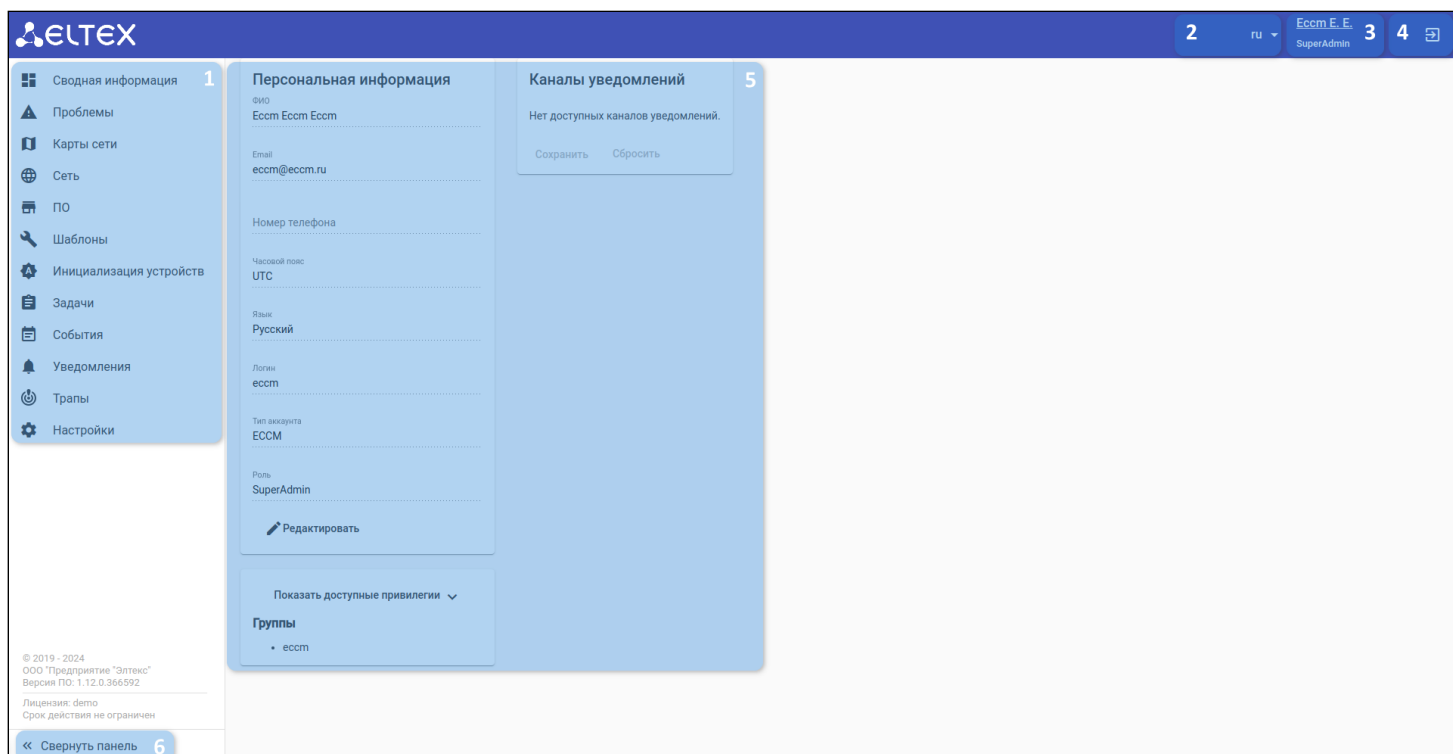 ELTEX
2 ru
Eccm E. E.
SuperAdmin
3
4
Сводная информация 1
Проблемы
Карты сети
Сеть
ПО
Шаблоны
Инициализация устройств
Задачи
События
Уведомления
Трапы
Настройки
Персональная информация
ФИО
Eccm Eccm Eccm
Email
eccm@eccm.ru
Номер телефона
Часовой пояс
UTC
Язык
Русский
Логин
eccm
Тип аккаунта
ECCM
Роль
SuperAdmin
Редактировать
Показать доступные привилегии
Группы
• eccm
Каналы уведомлений 5
Нет доступных каналов уведомлений.
Сохранить Сбросить
© 2019 - 2024
ООО "Предприятие "Элтекс"
Версия ПО: 1.12.0.366592
Лицензия: demo
Срок действия не ограничен
« Свернуть панель 6